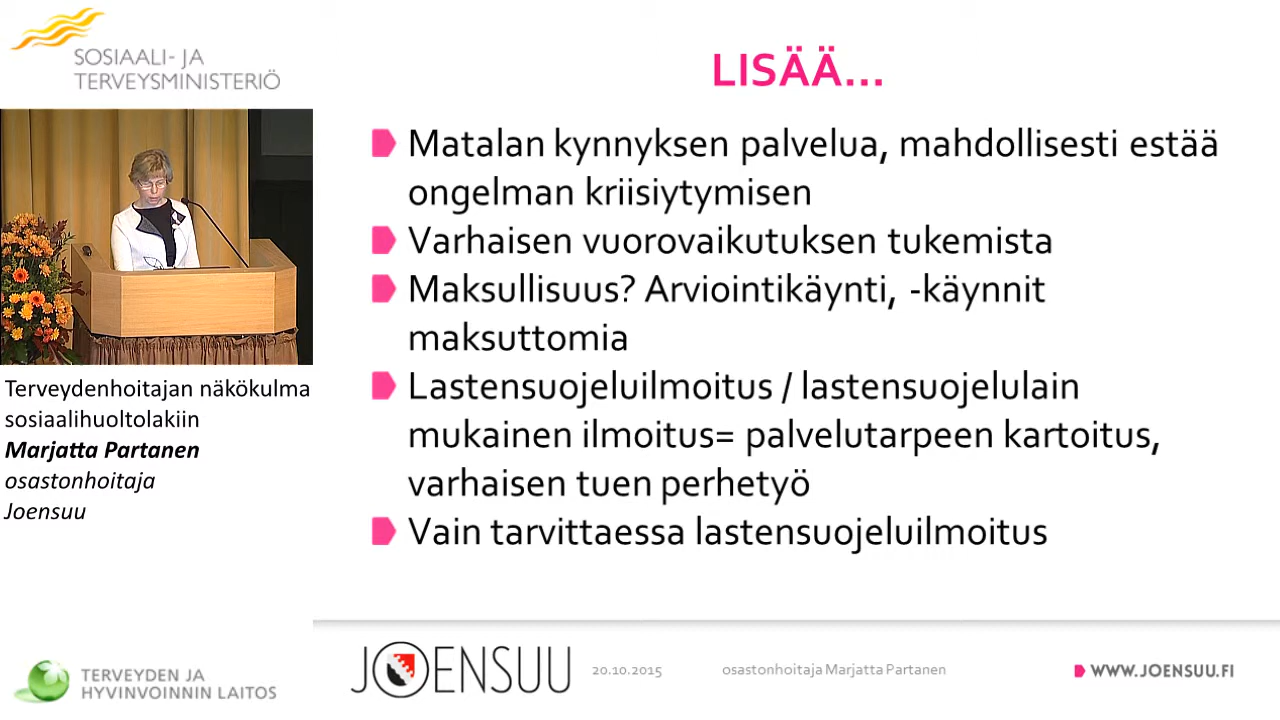 SOSIAALI- JA
TERVEYSMINISTERIÖ
LISÄÄ...
Matalan kynnyksen palvelua, mahdollisesti estää
ongelman kriisiytymisen
Varhaisen vuorovaikutuksen tukemista
Maksullisuus? Arviointikäynti, -käynnit
maksuttomia
Lastensuojeluilmoitus / lastensuojelulain
mukainen ilmoitus= palvelutarpeen kartoitus,
varhaisen tuen perhetyö
Vain tarvittaessa lastensuojeluilmoitus
Terveydenhoitajan näkökulma
sosiaalihuoltolakiin
Marjatta Partanen
osastonhoitaja
Joensuu
TERVEYDEN JA
HYVINVOINNIN LAITOS
JOENSUU
20.10.2015
osastonhoitaja Marjatta Partanen
WWW.JOENSUU.FI